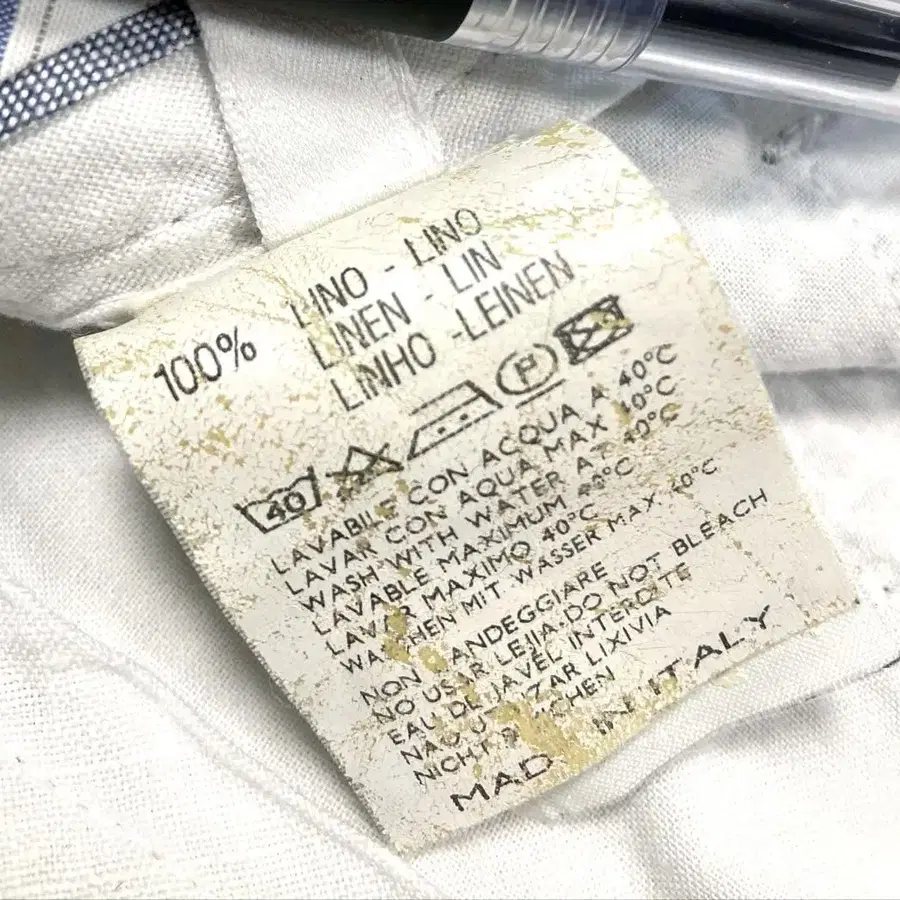 100%
LINO - LINO
LINEN - LIN
LINHO - LEINEN
40 P
LAVABILE CON ACQUA A 40°C
LAVAR CON AQUA MAX 40°C
WASH WITH WATER AT 40°C
LAVABLE MAXIMUM 40°C
LAVAR MAXIMO 40°C
WASCHEN MIT WASSER MAX. 40°C
NON CANDEGGIARE
NO USAR LEJIA. DO NOT BLEACH
EAU DE JAVEL INTERDITE
NAO UTILIZAR LIXIVIA
NICHT BLEICHEN
MADE IN ITALY